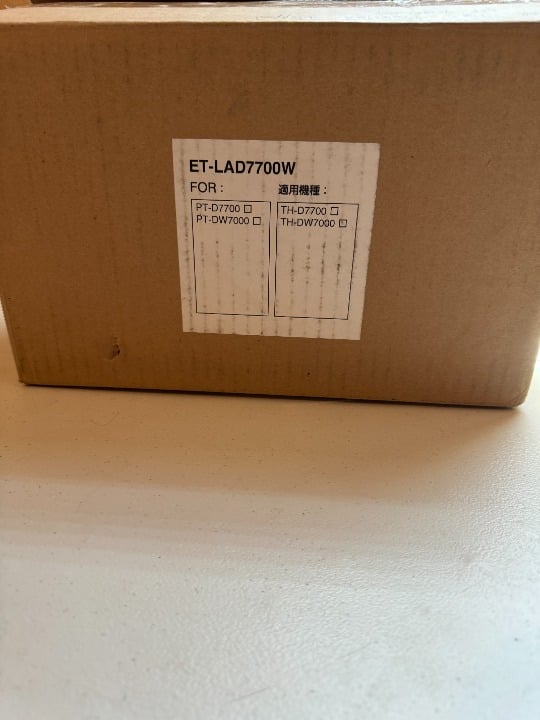 ET-LAD7700W
FOR : 適用機種 :
PT-D7700 □
PT-DW7000 □
TH-D7700 □
TH-DW7000 □